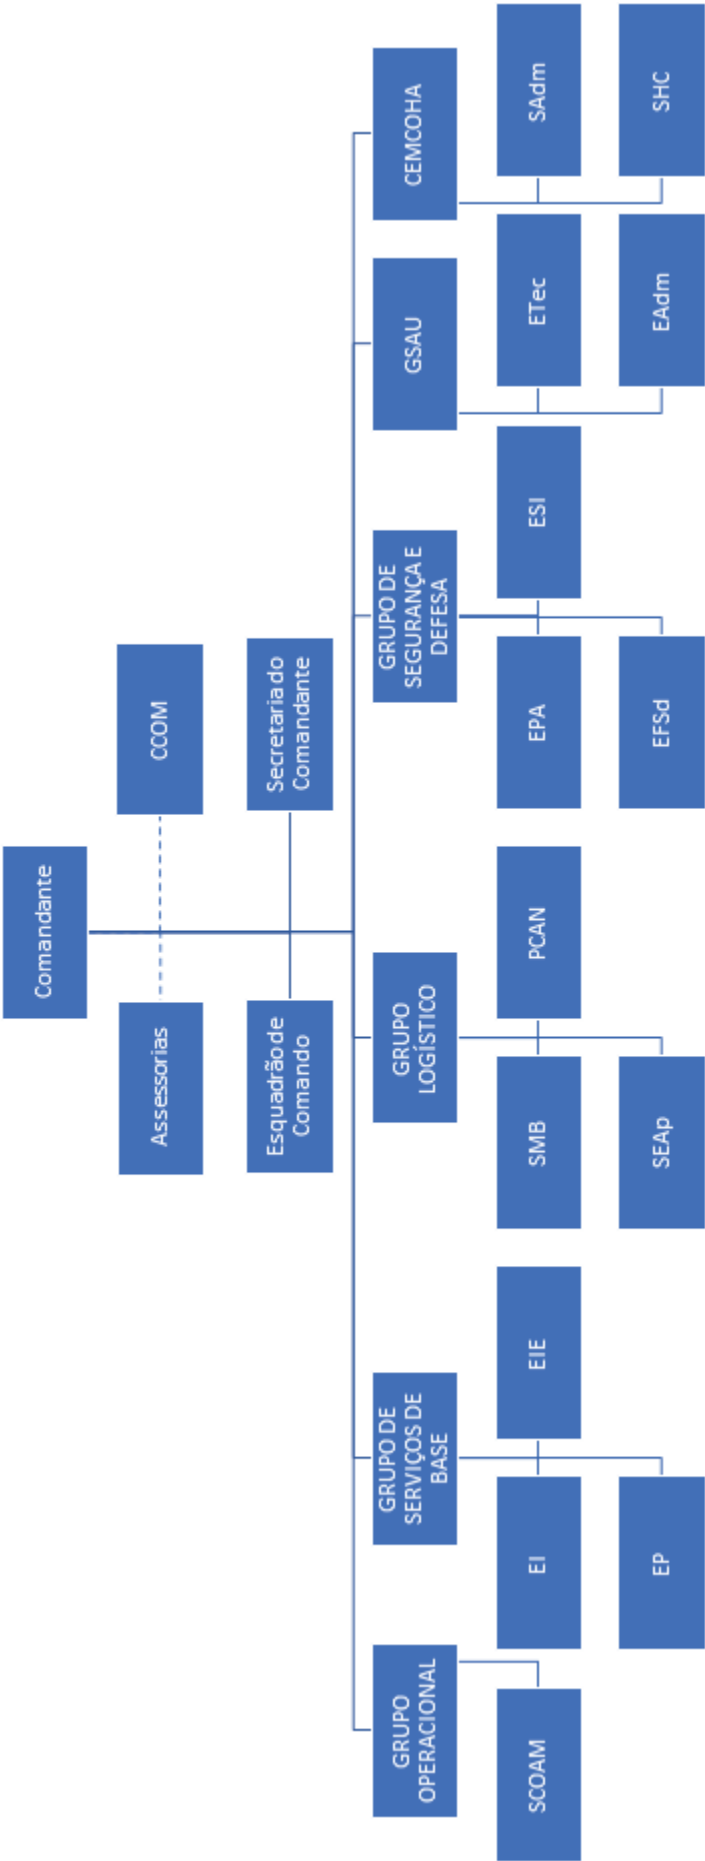 Comandante
Assessorias
CCOM
Esquadrão de
Comando
Secretaria do
Comandante
GRUPO
OPERACIONAL
GRUPO DE
SERVIÇOS DE
BASE
GRUPO
LOGÍSTICO
GRUPO DE
SEGURANÇA E
DEFESA
GSAU
CEMCOHA
SCOAM
EI
EIE
SMB
PCAN
EPA
ESI
ETec
SAdm
EP
SEAp
EFSd
EAdm
SHC